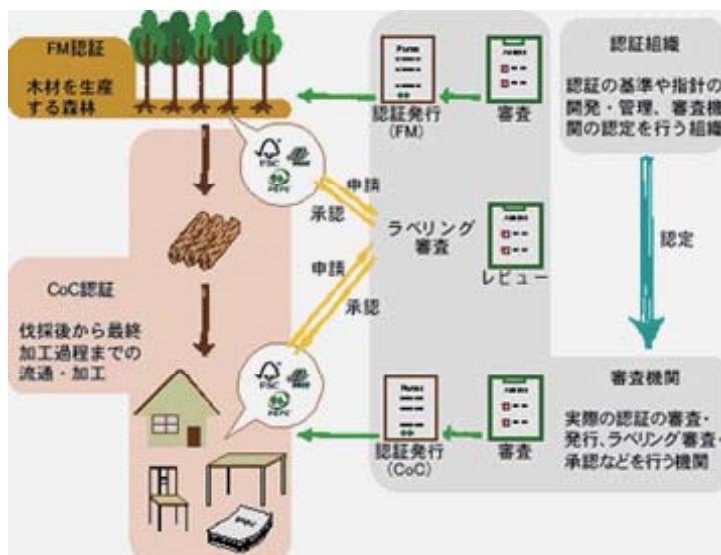 FM認証
木材を生産
する森林
認証発行
(FM)
審査
認証組織
認証の基準や指針の
開発・管理、審査機
関の認定を行う組織
FSC
PEFC
申請
承認
ラベリング
審査
レビュー
認定
申請
承認
CoC認証
伐採後から最終
加工過程までの
流通・加工
FSC
PEFC
認証発行
(CoC)
審査
審査機関
実際の認証の審査・
発行、ラベリング審査・
承認などを行う機関